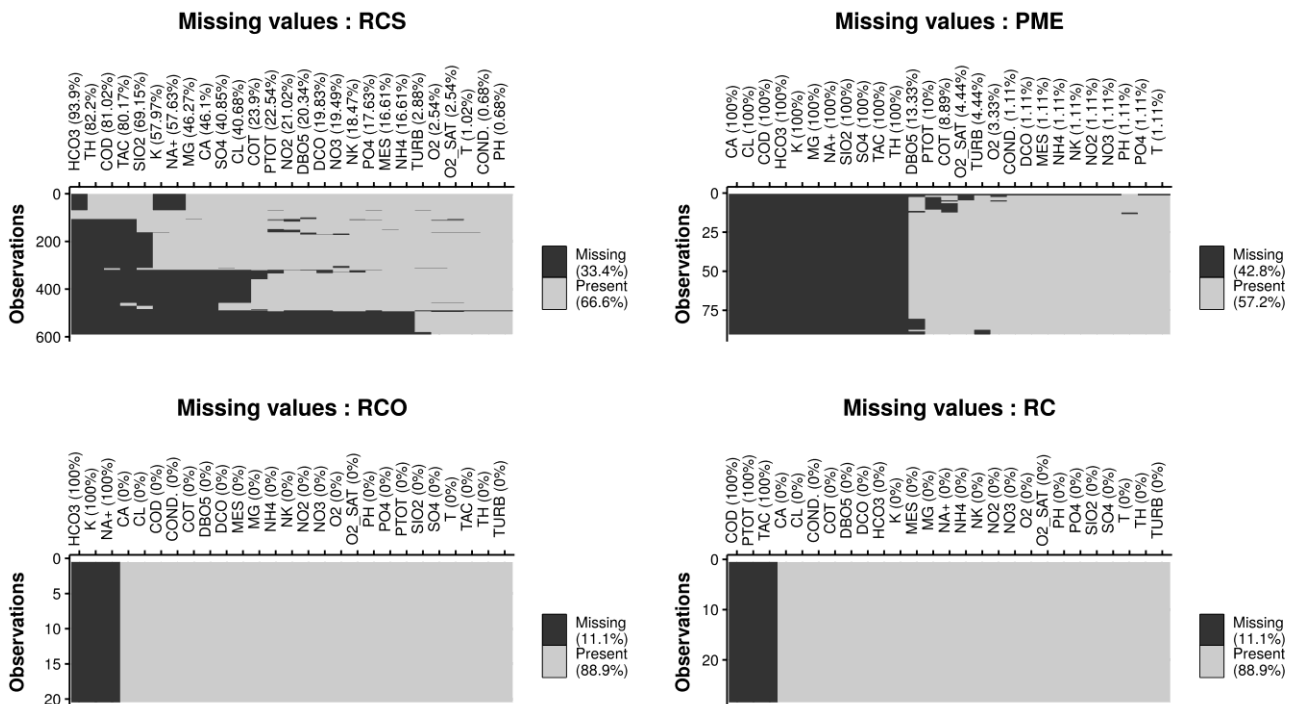 Missing values : RCS
HCO3 (93.9%)
TH (82.2%)
COD (81.02%)
TAC (80.17%)
SIO2 (69.15%)
K (57.97%)
NA+ (57.63%)
MG (46.27%)
CA (46.1%)
SO4 (40.85%)
CL (40.68%)
COT (23.9%)
PTOT (22.54%)
NO2 (21.02%)
DBO5 (20.34%)
DCO (19.83%)
NO3 (19.49%)
NK (18.47%)
PO4 (17.63%)
MES (16.61%)
NH4 (16.61%)
TURB (2.88%)
O2 (2.54%)
O2_SAT (2.54%)
T (1.02%)
COND. (0.68%)
PH (0.68%)
Observations
0
200
400
600
Missing
(33.4%)
Present
(66.6%)
Missing values : PME
CA (100%)
CL (100%)
COD (100%)
HCO3 (100%)
K (100%)
MG (100%)
NA+ (100%)
SIO2 (100%)
SO4 (100%)
TAC (100%)
TH (100%)
DBO5 (13.33%)
PTOT (10%)
COT (8.89%)
O2_SAT (4.44%)
TURB (4.44%)
O2 (3.33%)
COND. (1.11%)
DCO (1.11%)
MES (1.11%)
NH4 (1.11%)
NK (1.11%)
NO2 (1.11%)
NO3 (1.11%)
PH (1.11%)
PO4 (1.11%)
T (1.11%)
Observations
0
25
50
75
Missing
(42.8%)
Present
(57.2%)
Missing values : RCO
HCO3 (100%)
K (100%)
NA+ (100%)
CA (0%)
CL (0%)
COD (0%)
COND. (0%)
COT (0%)
DBO5 (0%)
DCO (0%)
MES (0%)
MG (0%)
NH4 (0%)
NK (0%)
NO2 (0%)
NO3 (0%)
O2 (0%)
O2_SAT (0%)
PH (0%)
PO4 (0%)
PTOT (0%)
SIO2 (0%)
SO4 (0%)
T (0%)
TAC (0%)
TH (0%)
TURB (0%)
Observations
0
5
10
15
20
Missing
(11.1%)
Present
(88.9%)
Missing values : RC
COD (100%)
PTOT (100%)
TAC (100%)
CA (0%)
CL (0%)
COND. (0%)
COT (0%)
DBO5 (0%)
DCO (0%)
HCO3 (0%)
K (0%)
MES (0%)
MG (0%)
NA+ (0%)
NH4 (0%)
NK (0%)
NO2 (0%)
NO3 (0%)
O2 (0%)
O2_SAT (0%)
PH (0%)
PO4 (0%)
SIO2 (0%)
SO4 (0%)
T (0%)
TH (0%)
TURB (0%)
Observations
0
10
20
Missing
(11.1%)
Present
(88.9%)